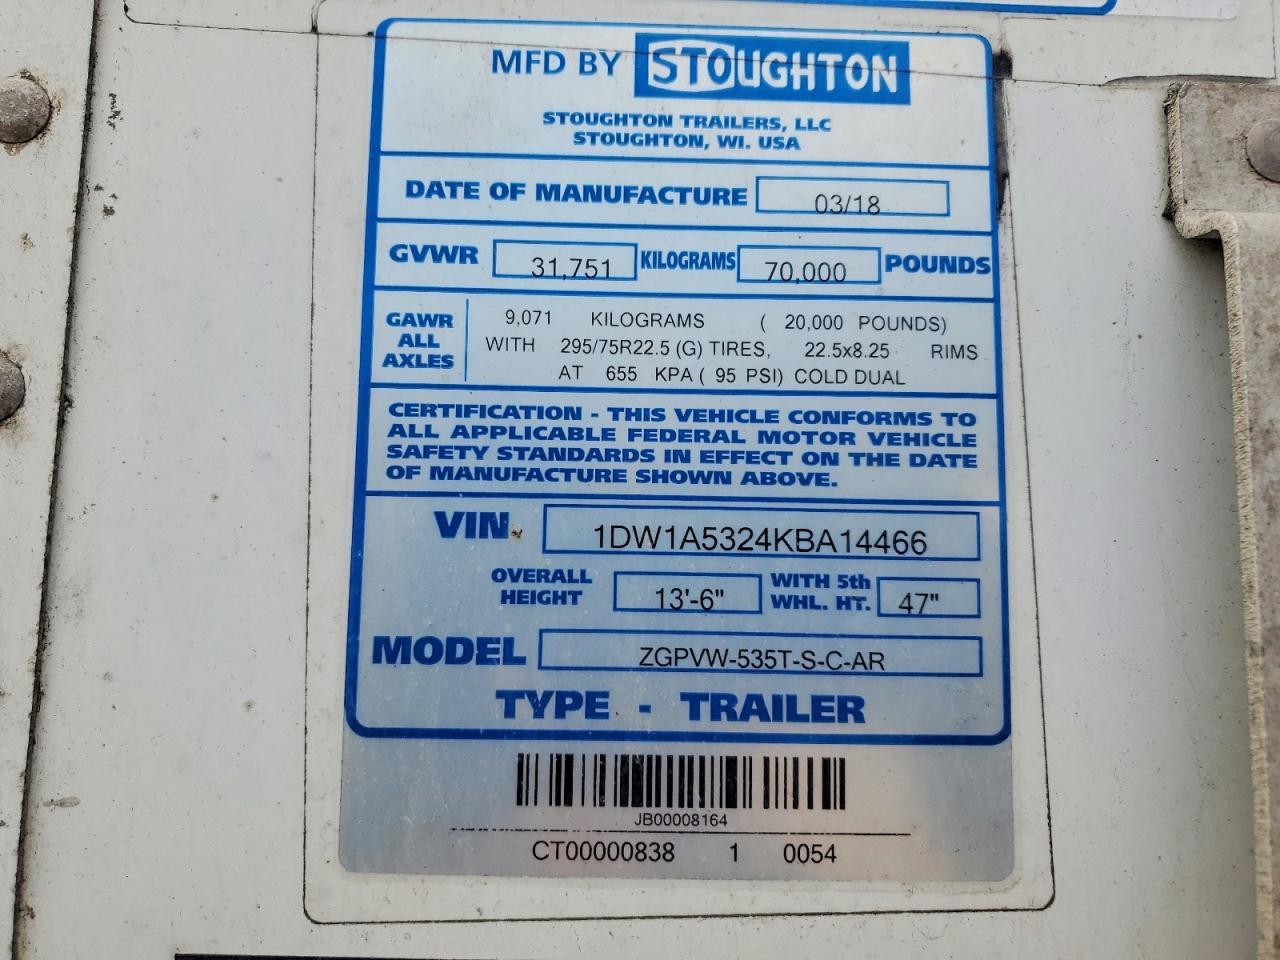 MFD BY STOUGHTON
STOUGHTON TRAILERS, LLC
STOUGHTON, WI. USA
DATE OF MANUFACTURE 03/18
GVWR 31,751 KILOGRAMS 70,000 POUNDS
GAWR ALL AXLES
9,071 KILOGRAMS ( 20,000 POUNDS)
WITH 295/75R22.5 (G) TIRES, 22.5x8.25 RIMS
AT 655 KPA ( 95 PSI) COLD DUAL
CERTIFICATION - THIS VEHICLE CONFORMS TO
ALL APPLICABLE FEDERAL MOTOR VEHICLE
SAFETY STANDARDS IN EFFECT ON THE DATE
OF MANUFACTURE SHOWN ABOVE.
VIN 1DW1A5324KBA14466
OVERALL HEIGHT 13'-6" WITH 5th WHL. HT. 47"
MODEL ZGPVW-535T-S-C-AR
TYPE - TRAILER
JB00008164
CT00000838 1 0054